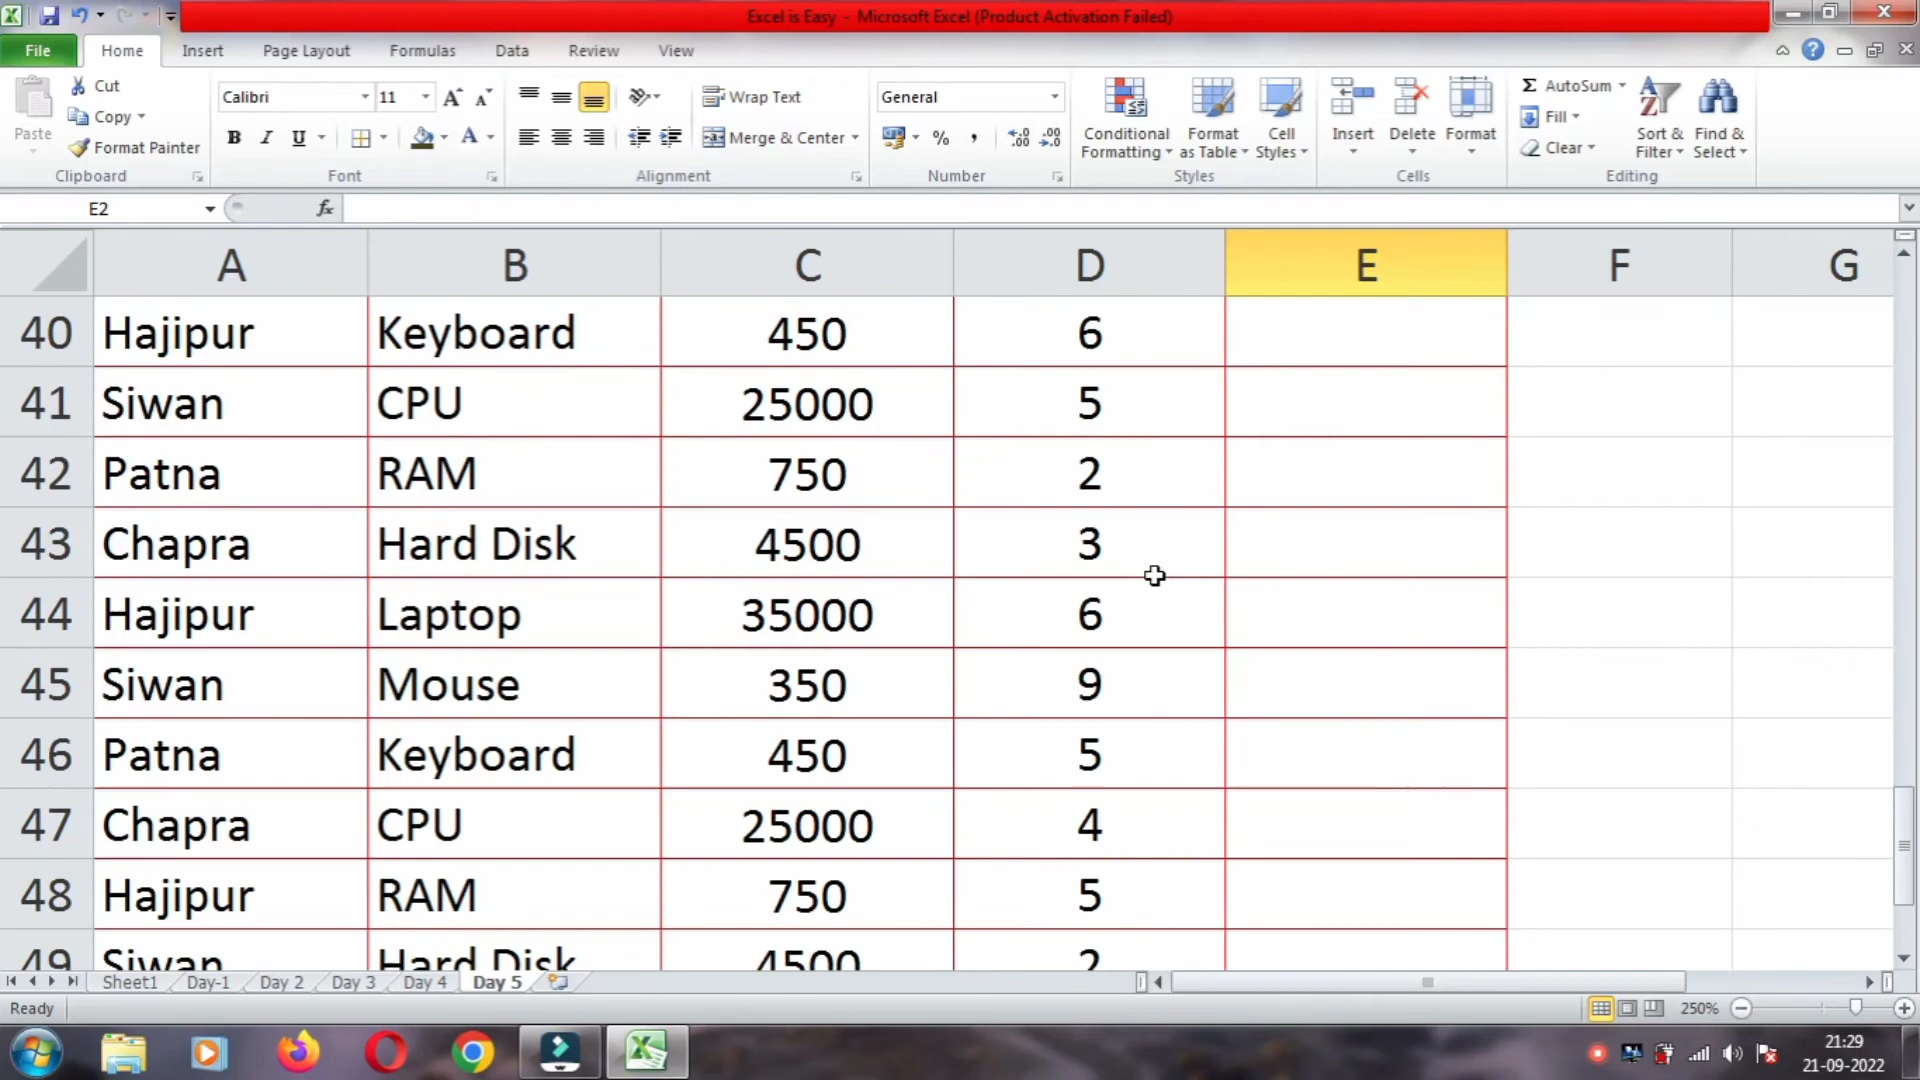 Excel is Easy - Microsoft Excel (Product Activation Failed)
File Home Insert Page Layout Formulas Data Review View
Paste
Cut
Copy
Format Painter
Clipboard
Calibri 11
B I U A
Font
Wrap Text
Merge & Center
Alignment
General
% ,
Number
Conditional Formatting
Format as Table
Cell Styles
Styles
Insert Delete Format
Cells
Σ AutoSum
Fill
Clear
Sort & Filter
Find & Select
Editing
E2 fx
A B C D E F G
40 Hajipur Keyboard 450 6
41 Siwan CPU 25000 5
42 Patna RAM 750 2
43 Chapra Hard Disk 4500 3
44 Hajipur Laptop 35000 6
45 Siwan Mouse 350 9
46 Patna Keyboard 450 5
47 Chapra CPU 25000 4
48 Hajipur RAM 750 5
49 Siwan Hard Disk 4500 2
Sheet1 Day-1 Day 2 Day 3 Day 4 Day 5
Ready 250%
21:29
21-09-2022